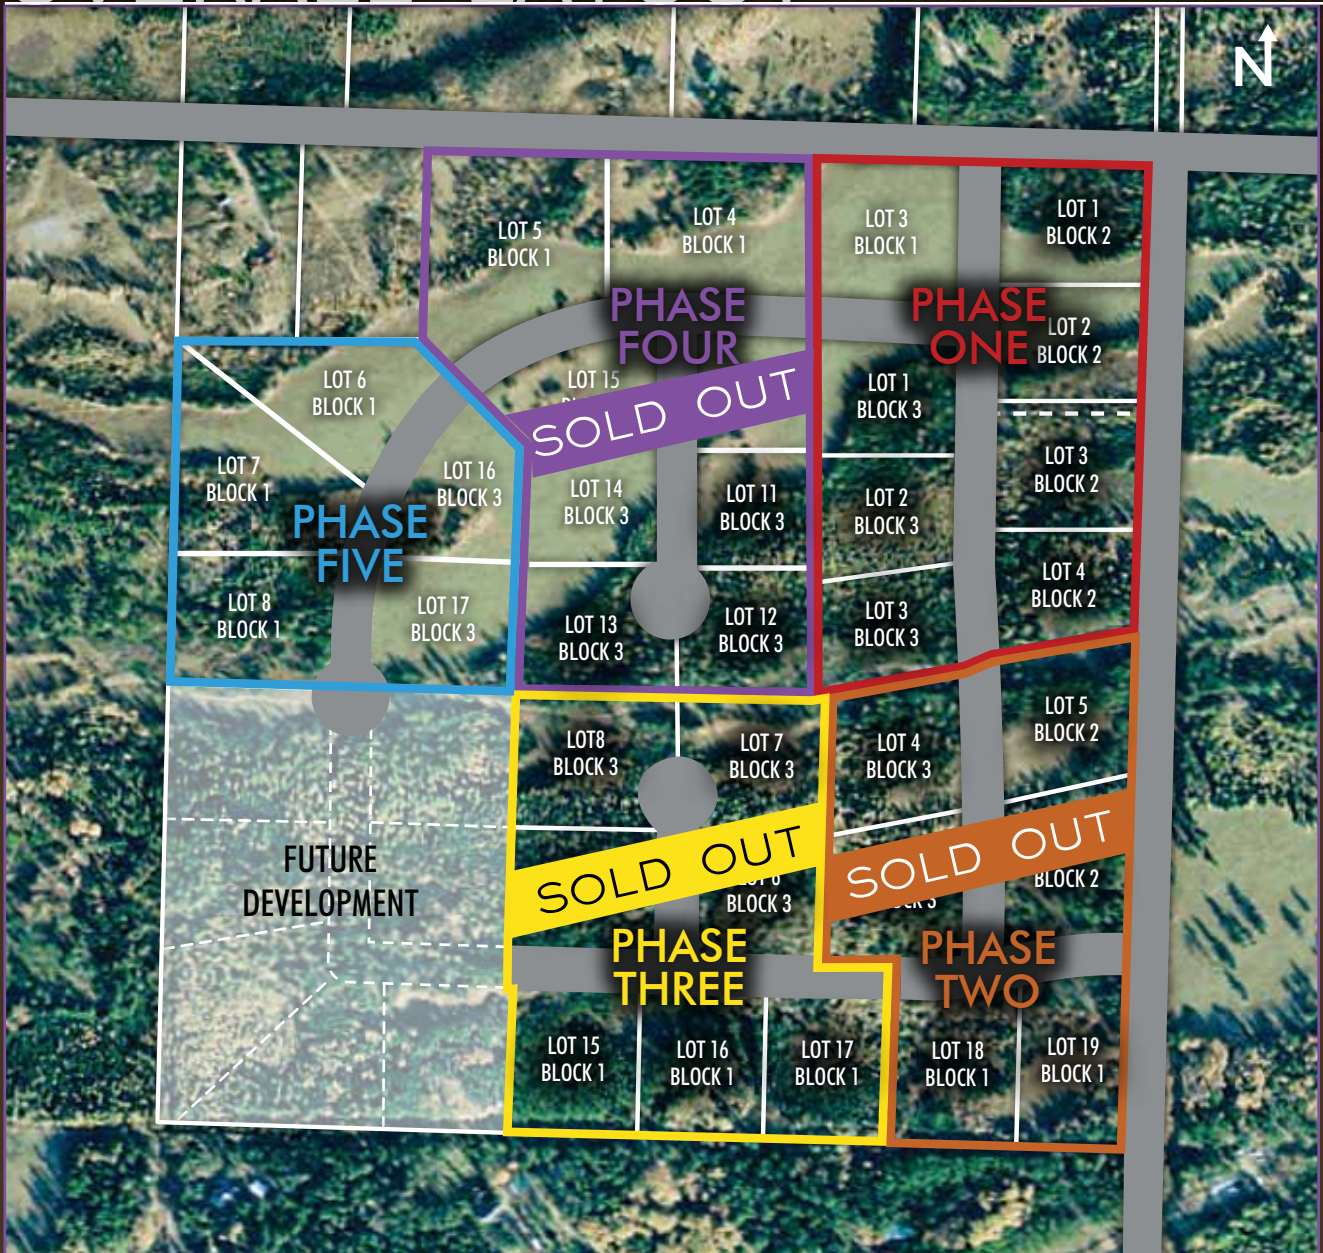 N
LOT 5
BLOCK 1
LOT 4
BLOCK 1
LOT 3
BLOCK 1
LOT 1
BLOCK 2
PHASE
FOUR
PHASE
ONE
LOT 2
BLOCK 2
LOT 6
BLOCK 1
LOT 15
SOLD OUT
LOT 1
BLOCK 3
LOT 7
BLOCK 1
LOT 16
BLOCK 3
LOT 14
BLOCK 3
LOT 11
BLOCK 3
LOT 2
BLOCK 3
LOT 3
BLOCK 2
PHASE
FIVE
LOT 8
BLOCK 1
LOT 17
BLOCK 3
LOT 13
BLOCK 3
LOT 12
BLOCK 3
LOT 3
BLOCK 3
LOT 4
BLOCK 2
LOT8
BLOCK 3
LOT 7
BLOCK 3
LOT 4
BLOCK 3
LOT 5
BLOCK 2
FUTURE
DEVELOPMENT
SOLD OUT
BLOCK 3
SOLD OUT
BLOCK 2
PHASE
THREE
PHASE
TWO
LOT 15
BLOCK 1
LOT 16
BLOCK 1
LOT 17
BLOCK 1
LOT 18
BLOCK 1
LOT 19
BLOCK 1